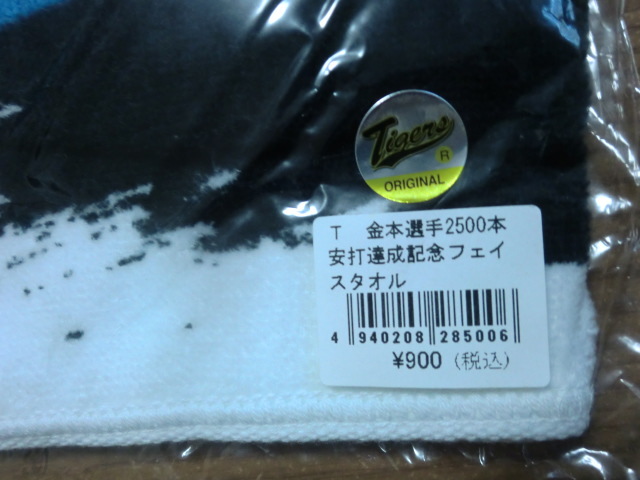 Tigers
R
ORIGINAL
T 金本選手2500本
安打達成記念フェイ
スタオル
4 940208 285006
¥900 (税込)